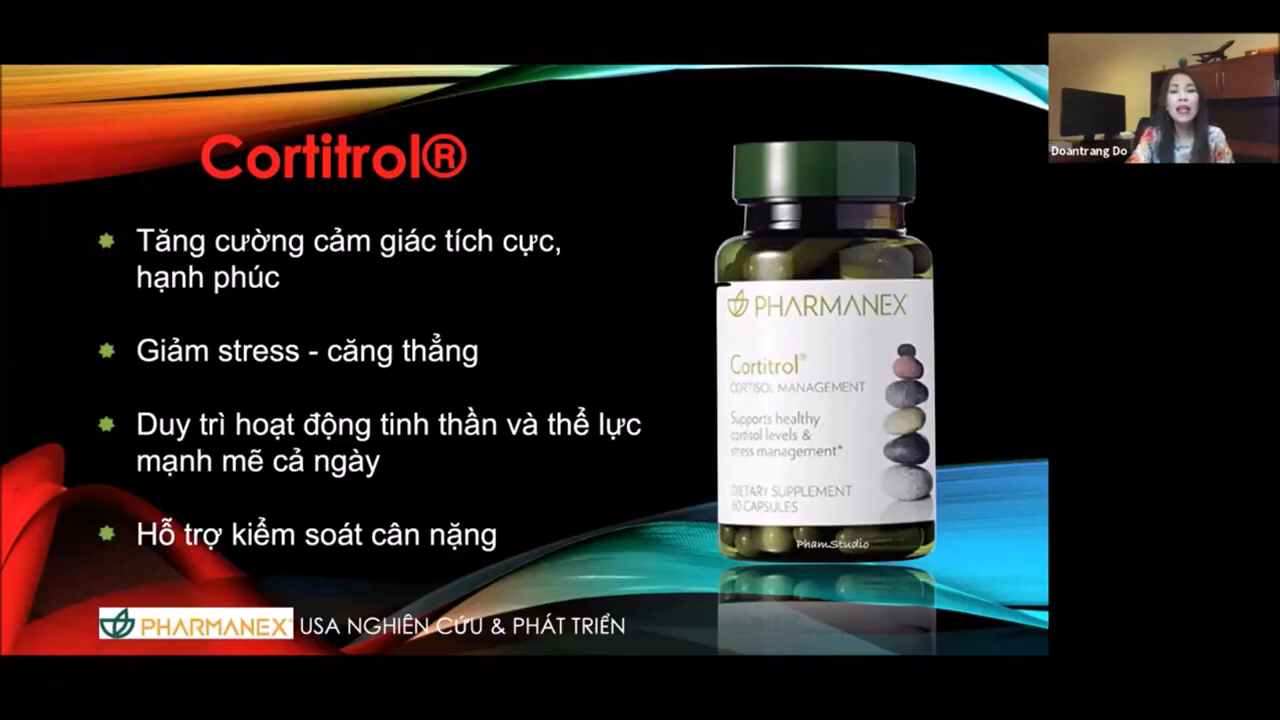 Cortitrol®
Tăng cường cảm giác tích cực,
hạnh phúc
Giảm stress - căng thẳng
Duy trì hoạt động tinh thần và thể lực
mạnh mẽ cả ngày
Hỗ trợ kiểm soát cân nặng
PHARMANEX® USA NGHIÊN CỨU & PHÁT TRIỂN
PHARMANEX
Cortitrol®
CORTISOL MANAGEMENT
Supports healthy
cortisol levels &
stress management*
DIETARY SUPPLEMENT
60 CAPSULES
PhamStudio
Doantrang Do